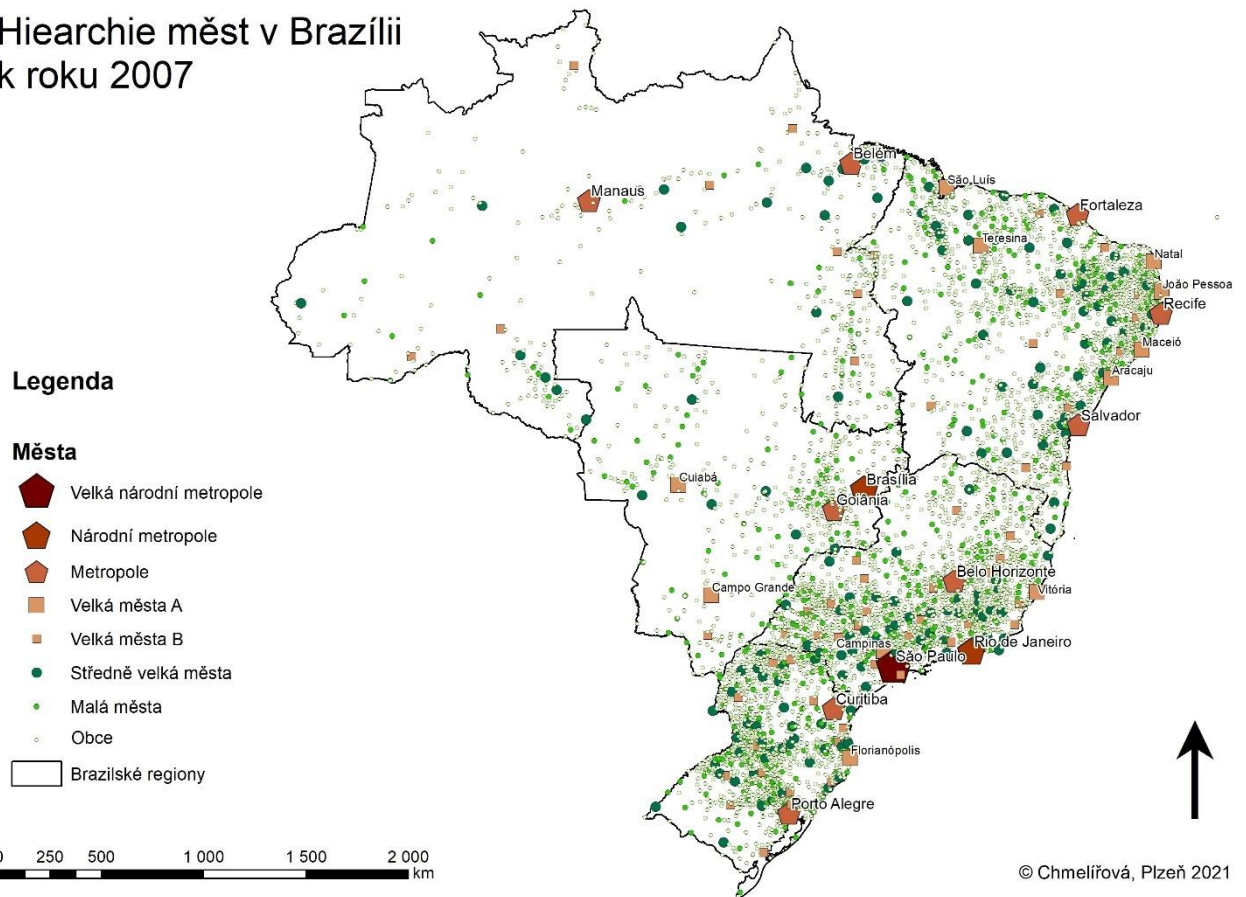 Hiearchie měst v Brazílii
k roku 2007
Belém
São Luís
Manaus
Fortaleza
Teresina
Natal
João Pessoa
Recife
Maceió
Aracaju
Salvador
Cuiabá
Brasília
Goiânia
Belo Horizonte
Campo Grande
Vitória
Campinas
Rio de Janeiro
São Paulo
Curitiba
Florianópolis
Porto Alegre
Legenda
Města
Velká národní metropole
Národní metropole
Metropole
Velká města A
Velká města B
Středně velká města
Malá města
Obce
Brazilské regiony
0 250 500 1 000 1 500 2 000
km
© Chmelířová, Plzeň 2021